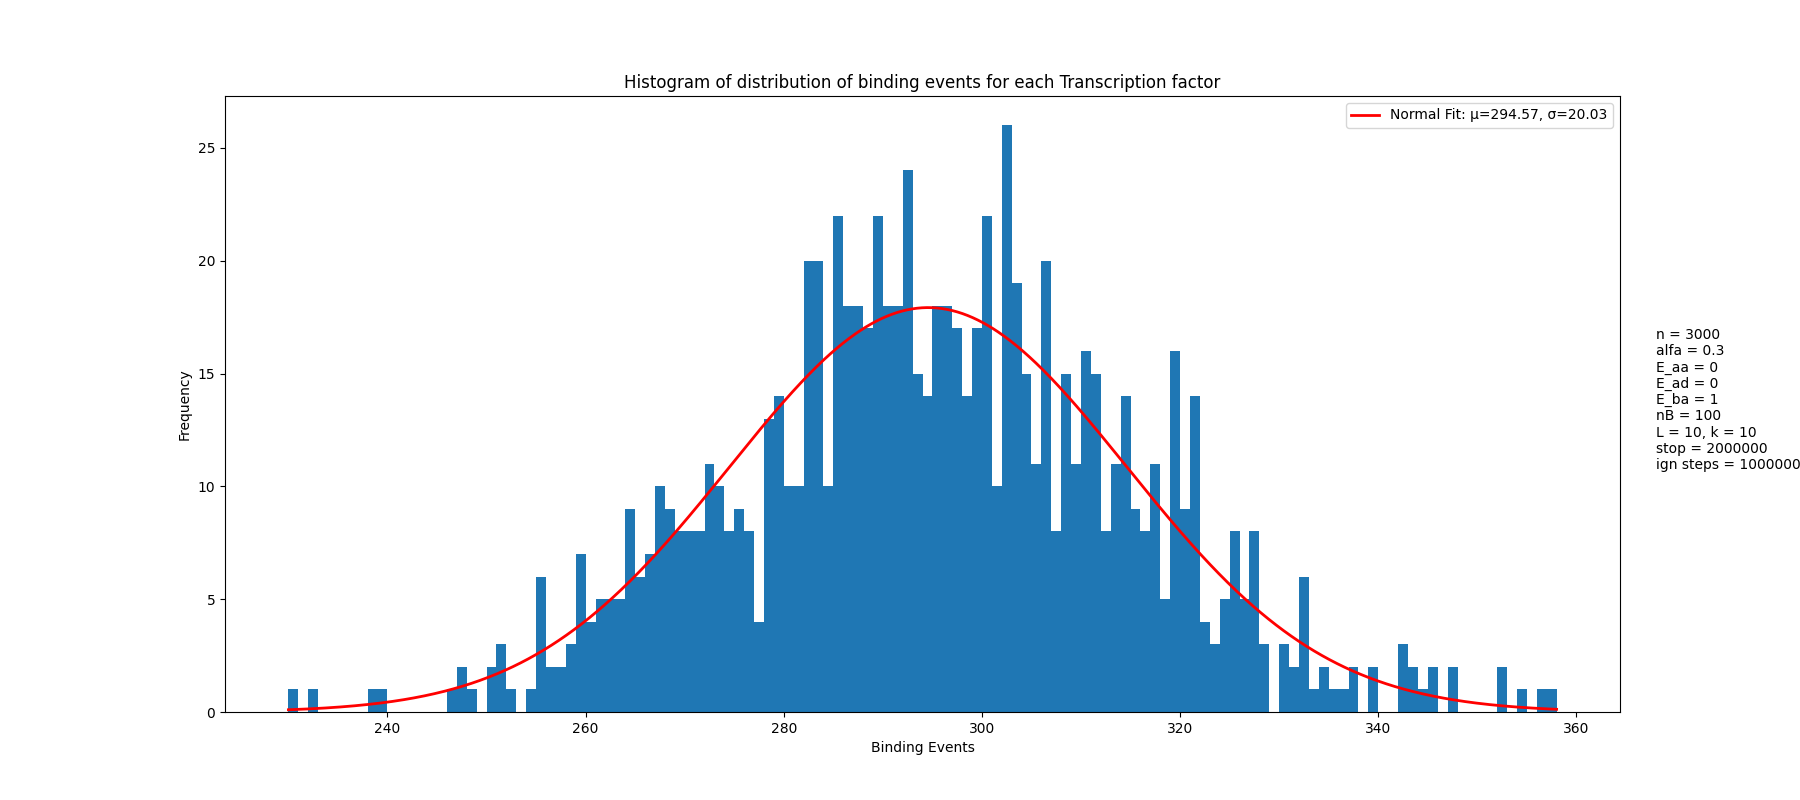 Histogram of distribution of binding events for each Transcription factor
Normal Fit: μ=294.57, σ=20.03
25
20
15
10
5
0
Frequency
240
260
280
300
320
340
360
Binding Events
n = 3000
alfa = 0.3
E_aa = 0
E_ad = 0
E_ba = 1
nB = 100
L = 10, k = 10
stop = 2000000
ign steps = 1000000